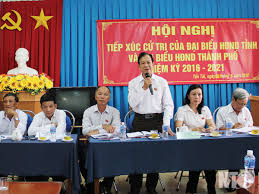 HỘI NGHỊ
TIẾP XÚC CỬ TRI CỦA ĐẠI BIỂU HĐND TỈNH
VÀ ĐẠI BIỂU HĐND THÀNH PHỐ
NHIỆM KỲ 2016 - 2021